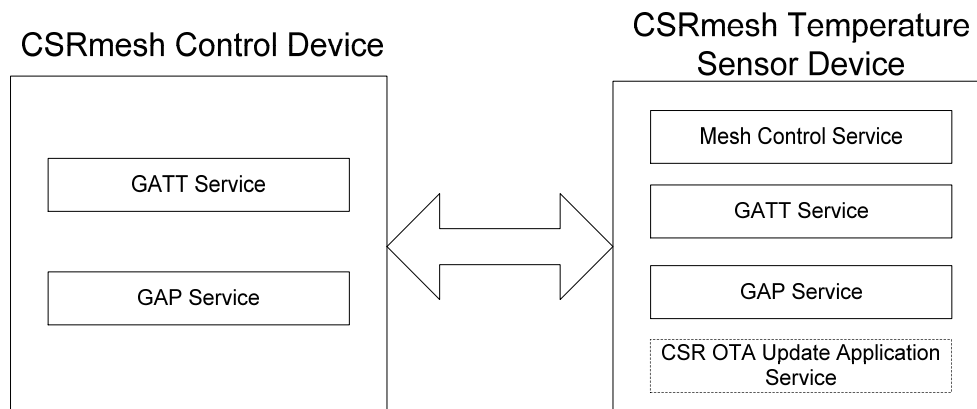 CSRmesh Control Device
GATT Service
GAP Service
CSRmesh Temperature
Sensor Device
Mesh Control Service
GATT Service
GAP Service
CSR OTA Update Application
Service